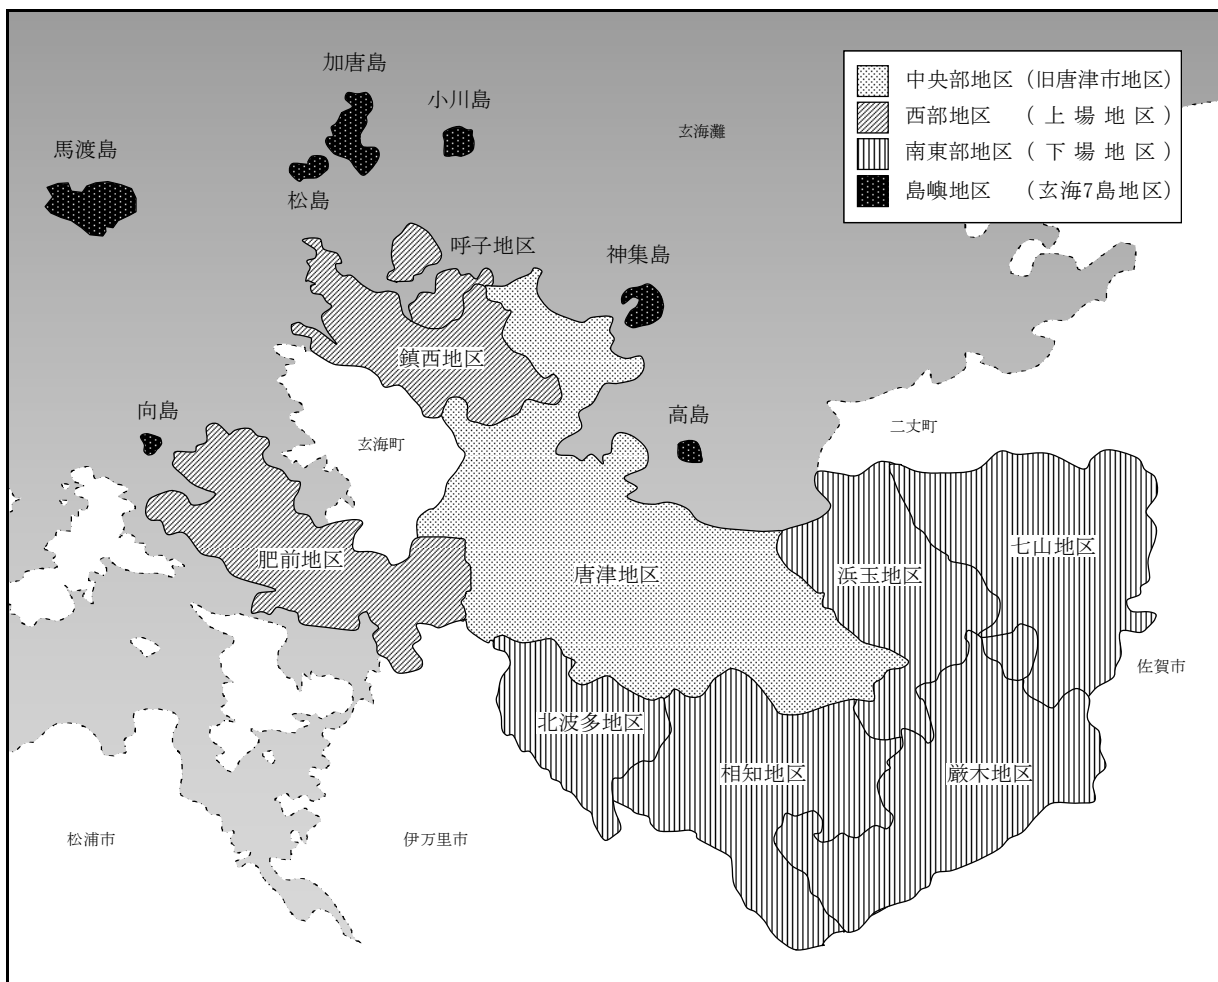 加唐島
小川島
馬渡島
松島
玄海灘
中央部地区（旧唐津市地区）
西部地区（上場地区）
南東部地区（下場地区）
島嶼地区（玄海7島地区）
呼子地区
神集島
鎮西地区
向島
玄海町
高島
二丈町
肥前地区
唐津地区
浜玉地区
七山地区
佐賀市
北波多地区
相知地区
厳木地区
松浦市
伊万里市